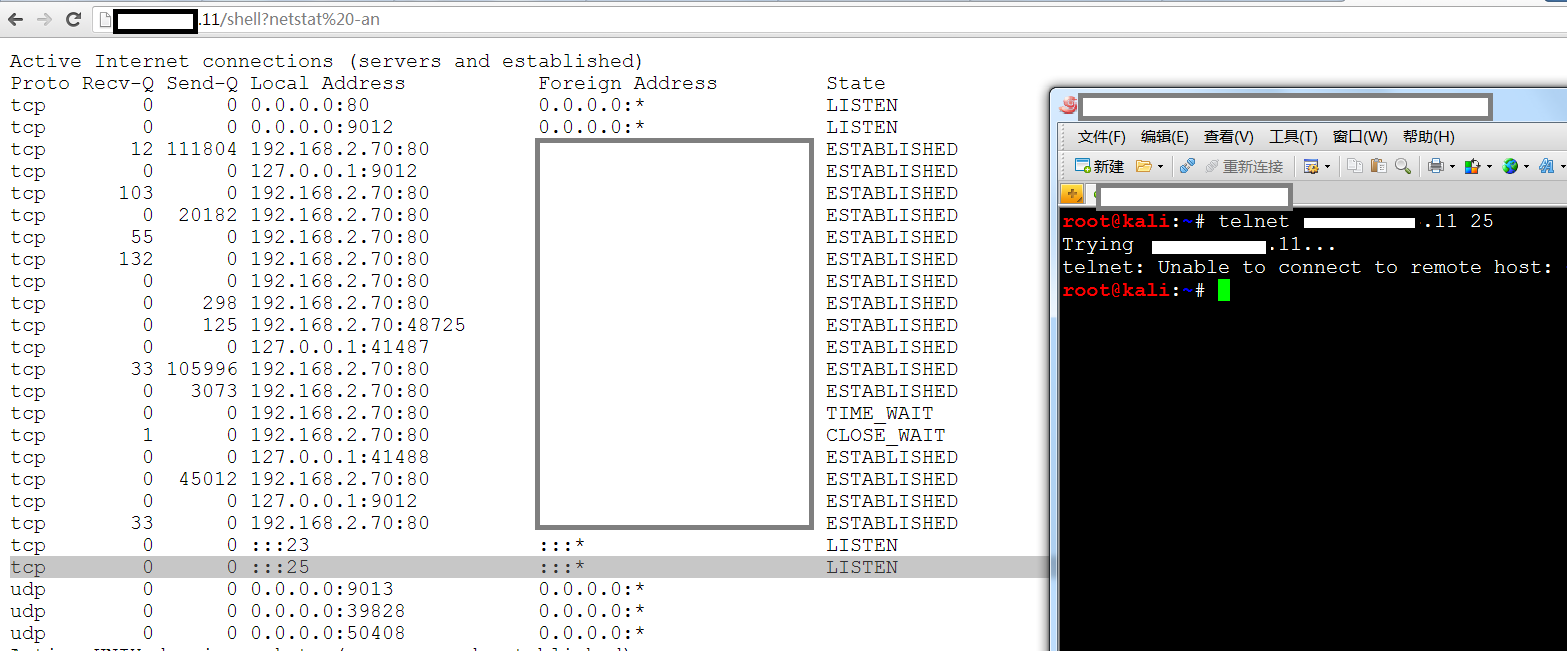 .11/shell?netstat%20-an
Active Internet connections (servers and established)
Proto Recv-Q Send-Q Local Address Foreign Address State
tcp 0 0 0.0.0.0:80 0.0.0.0:* LISTEN
tcp 0 0 0.0.0.0:9012 0.0.0.0:* LISTEN
tcp 12 111804 192.168.2.70:80 ESTABLISHED
tcp 0 0 127.0.0.1:9012 ESTABLISHED
tcp 103 0 192.168.2.70:80 ESTABLISHED
tcp 0 20182 192.168.2.70:80 ESTABLISHED
tcp 55 0 192.168.2.70:80 ESTABLISHED
tcp 132 0 192.168.2.70:80 ESTABLISHED
tcp 0 0 192.168.2.70:80 ESTABLISHED
tcp 0 298 192.168.2.70:80 ESTABLISHED
tcp 0 125 192.168.2.70:48725 ESTABLISHED
tcp 0 0 127.0.0.1:41487 ESTABLISHED
tcp 33 105996 192.168.2.70:80 ESTABLISHED
tcp 0 3073 192.168.2.70:80 ESTABLISHED
tcp 0 0 192.168.2.70:80 TIME_WAIT
tcp 1 0 192.168.2.70:80 CLOSE_WAIT
tcp 0 0 127.0.0.1:41488 ESTABLISHED
tcp 0 45012 192.168.2.70:80 ESTABLISHED
tcp 0 0 127.0.0.1:9012 ESTABLISHED
tcp 33 0 192.168.2.70:80 ESTABLISHED
tcp 0 0 :::23 :::* LISTEN
tcp 0 0 :::25 :::* LISTEN
udp 0 0 0.0.0.0:9013 0.0.0.0:*
udp 0 0 0.0.0.0:39828 0.0.0.0:*
udp 0 0 0.0.0.0:50408 0.0.0.0:*
文件(F) 编辑(E) 查看(V) 工具(T) 窗口(W) 帮助(H)
新建 重新连接
root@kali:~# telnet .11 25
Trying .11...
telnet: Unable to connect to remote host:
root@kali:~#